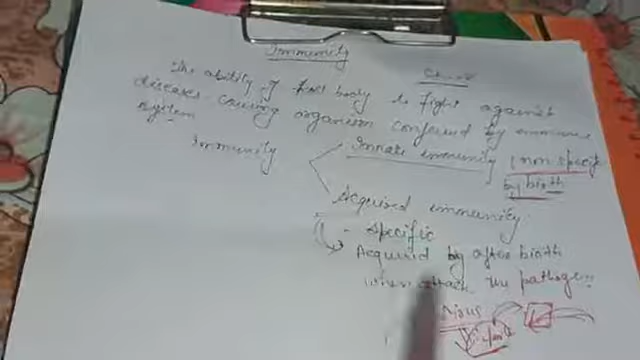 Immunity
The ability of host body to fight against
diseases-causing organism conferred by immune
system
Immunity
Innate immunity (non specific
by birth
Acquired immunity
- Specific
Acquired by after birth
when attack the pathogen